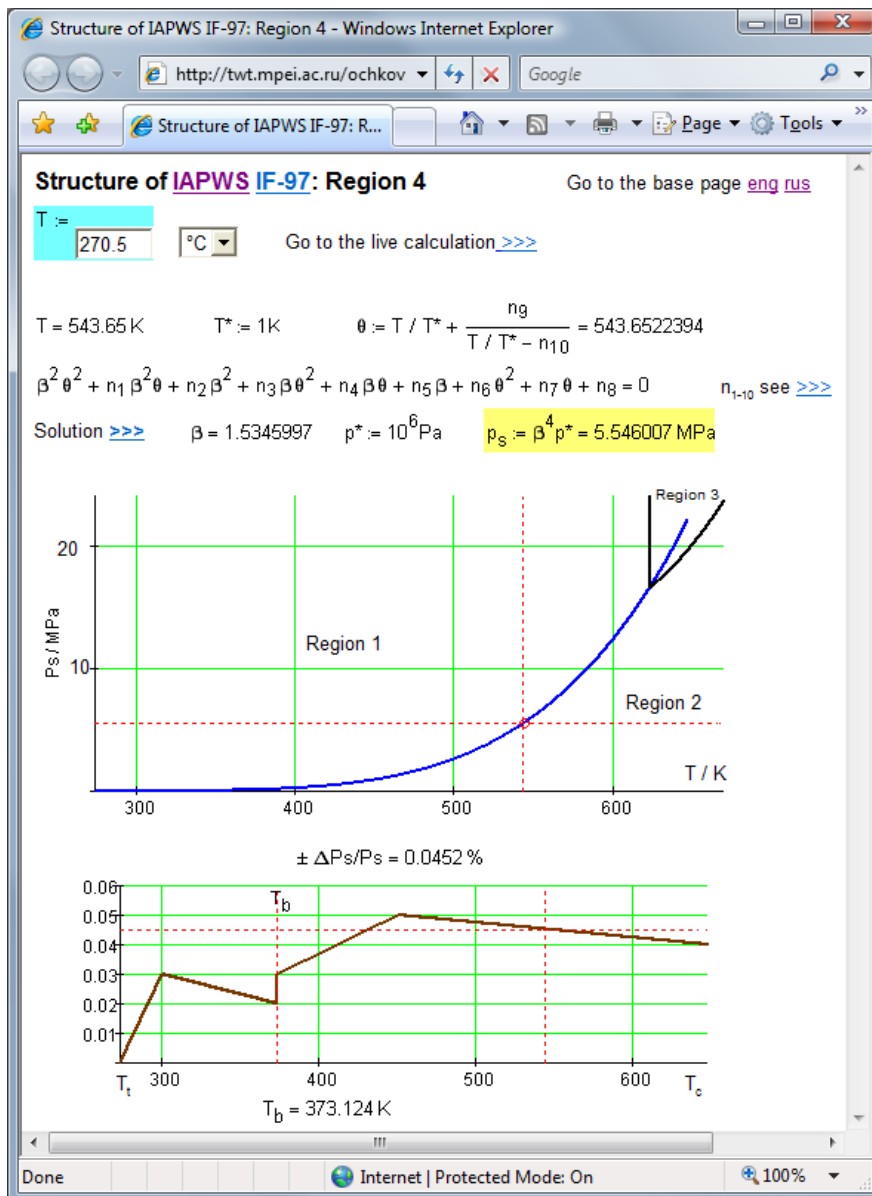 Structure of IAPWS IF-97: Region 4 - Windows Internet Explorer
http://twt.mpei.ac.ru/ochkov
Google
Structure of IAPWS IF-97: R...
Page
Tools
Structure of IAPWS IF-97: Region 4
Go to the base page eng rus
T :=
270.5
°C
Go to the live calculation >>>
T = 543.65 K
T* := 1K
θ := T / T* + n9 / (T / T* − n10) = 543.6522394
β²θ² + n₁β²θ + n₂β² + n₃βθ² + n₄βθ + n₅β + n₆θ² + n₇θ + n₈ = 0
n₁₋₁₀ see >>>
Solution >>>
β = 1.5345997
p* := 10⁶Pa
pₛ := β⁴p* = 5.546007 MPa
Region 3
20
Ps / MPa
Region 1
10
Region 2
T / K
300 400 500 600
± ΔPs/Ps = 0.0452 %
0.06
T_b
0.05
0.04
0.03
0.02
0.01
T_t 300 400 500 600 T_c
T_b = 373.124 K
Done
Internet | Protected Mode: On
100%